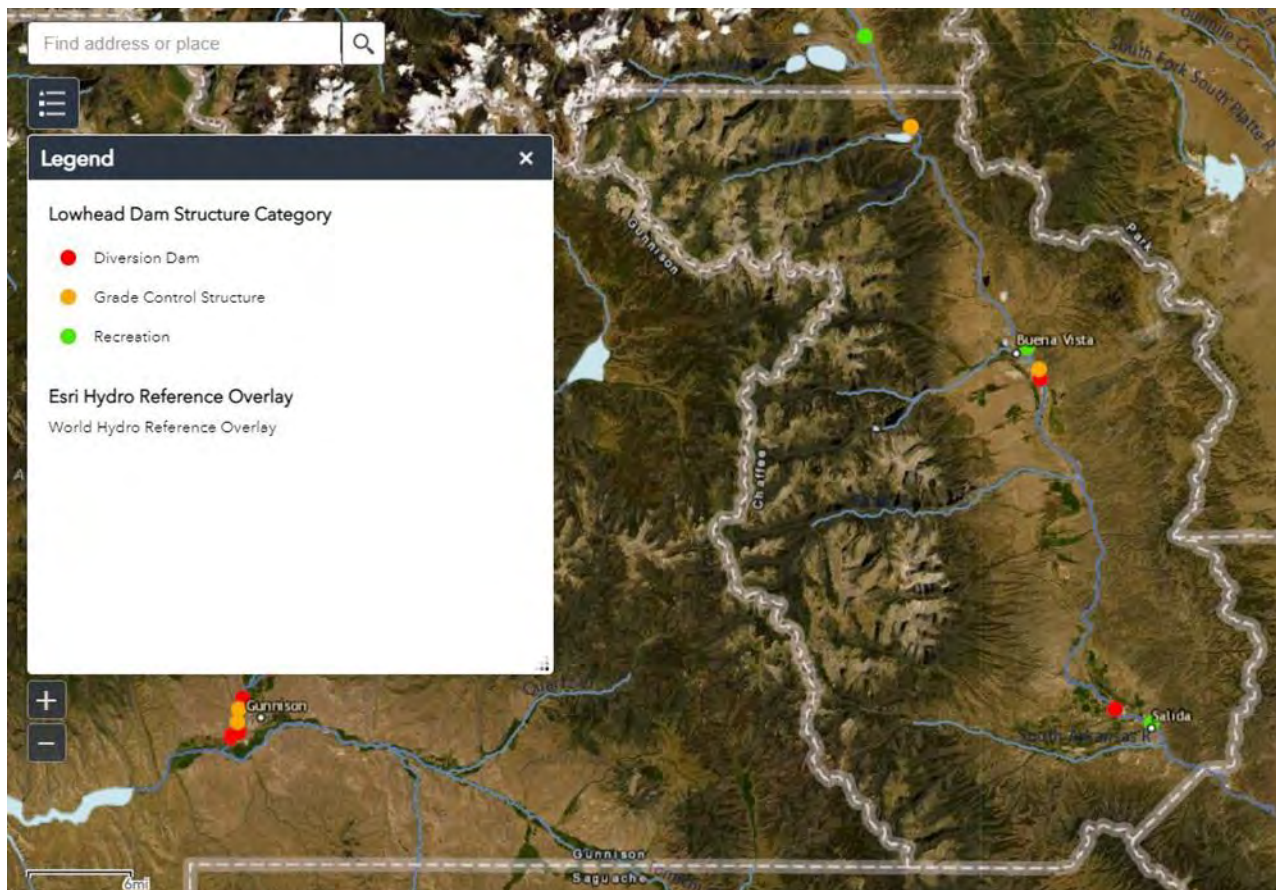 Find address or place
Legend
Lowhead Dam Structure Category
Diversion Dam
Grade Control Structure
Recreation
Esri Hydro Reference Overlay
World Hydro Reference Overlay
South Fork South Platte R
Gunnison
Park
Buena Vista
Chaffee
Gunnison
Salida
South Arkansas R
Gunnison
Saguache
6mi